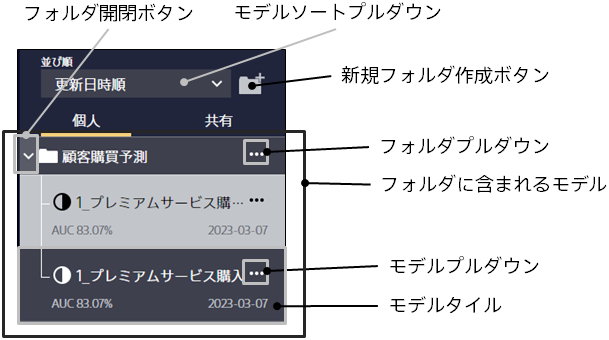 フォルダ開閉ボタン
モデルソートプルダウン
並び順
更新日時順
新規フォルダ作成ボタン
個人
共有
顧客購買予測
•••
フォルダプルダウン
フォルダに含まれるモデル
1_プレミアムサービス購… •••
AUC 83.07%
2023-03-07
1_プレミアムサービス購入
•••
モデルプルダウン
AUC 83.07%
2023-03-07
モデルタイル